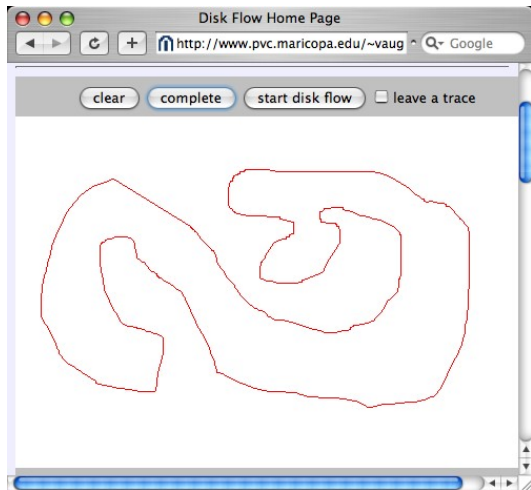 Disk Flow Home Page
http://www.pvc.maricopa.edu/~vaug Google
clear complete start disk flow leave a trace